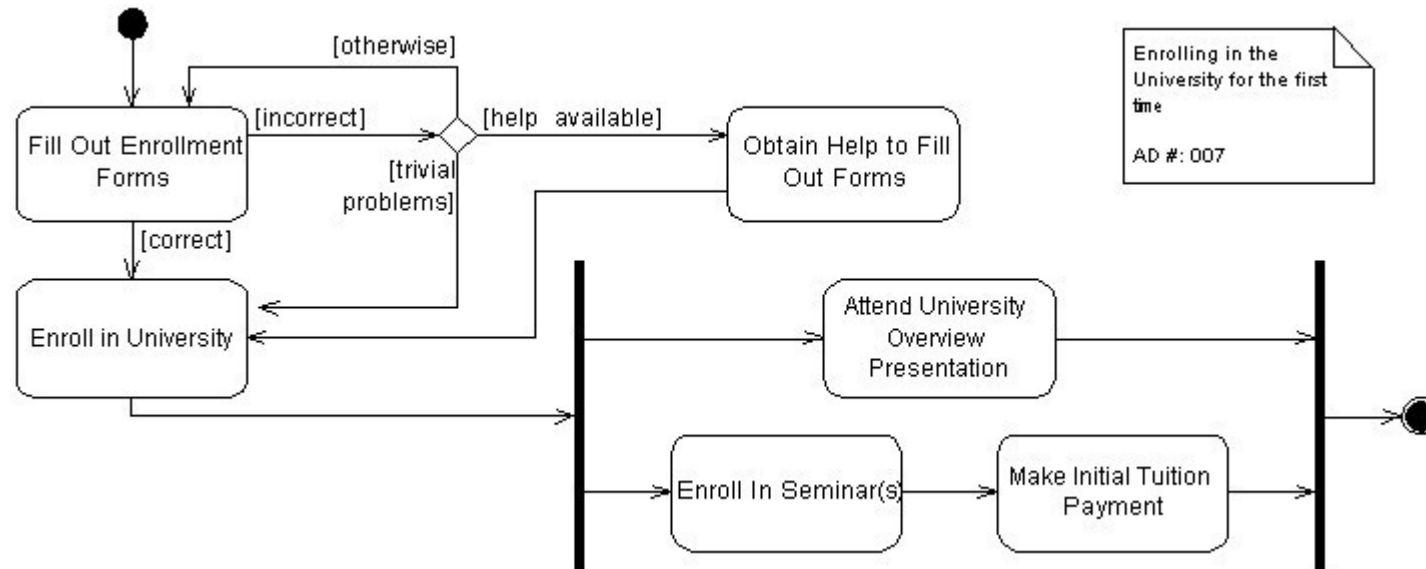 [otherwise]
Enrolling in the
University for the first
time
AD #: 007
[incorrect]
[help available]
Fill Out Enrollment
Forms
Obtain Help to Fill
Out Forms
[trivial
problems]
[correct]
Enroll in University
Attend University
Overview
Presentation
Enroll In Seminar(s)
Make Initial Tuition
Payment